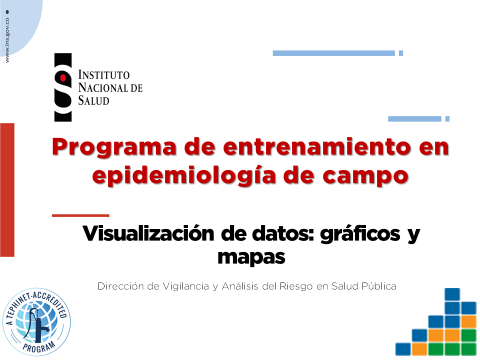 www.ins.gov.co
INSTITUTO
NACIONAL DE
SALUD
Programa de entrenamiento en
epidemiología de campo
Visualización de datos: gráficos y
mapas
Dirección de Vigilancia y Análisis del Riesgo en Salud Pública
A TEPHINET-ACCREDITED
PROGRAM